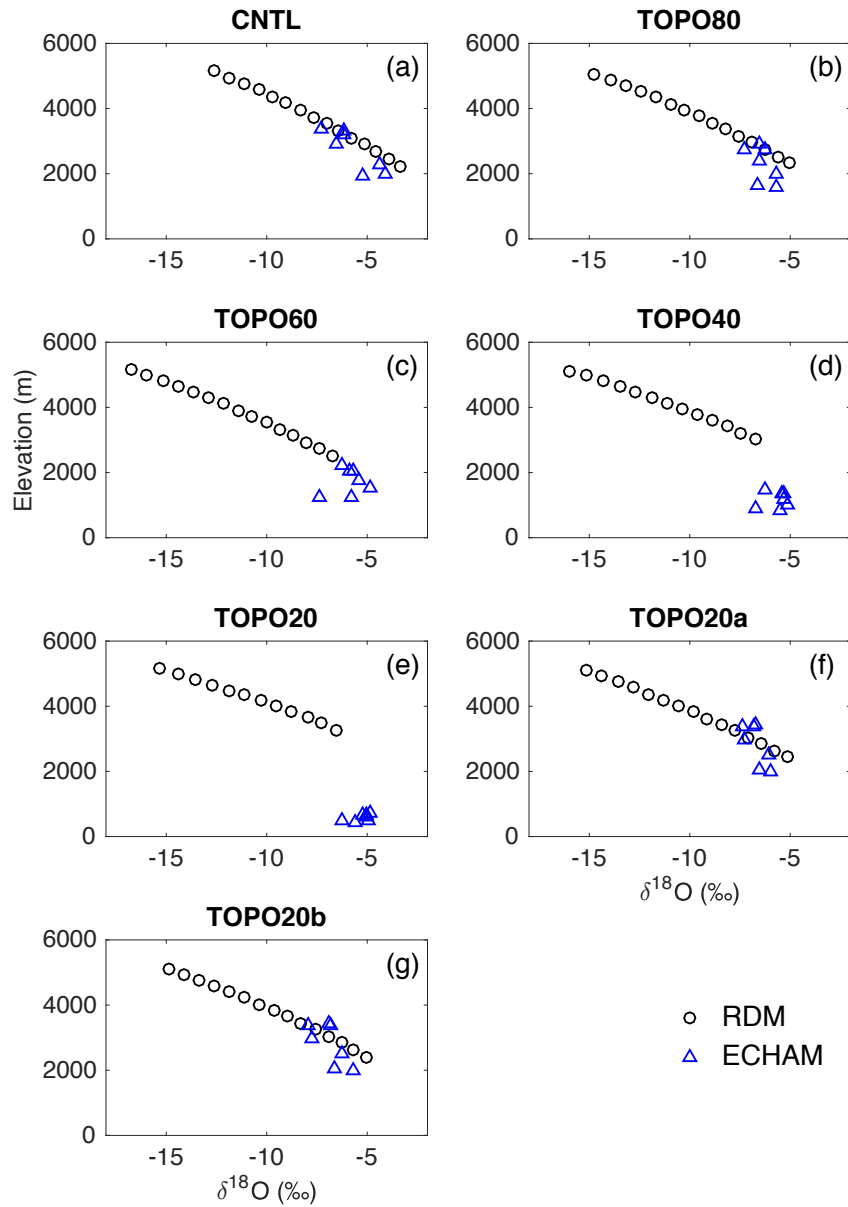 CNTL
TOPO80
6000
4000
2000
0
(a)
-15 -10 -5
6000
4000
2000
0
(b)
-15 -10 -5
TOPO60
TOPO40
Elevation (m)
6000
4000
2000
0
(c)
-15 -10 -5
6000
4000
2000
0
(d)
-15 -10 -5
TOPO20
TOPO20a
6000
4000
2000
0
(e)
-15 -10 -5
6000
4000
2000
0
(f)
-15 -10 -5
δ¹⁸O (‰)
TOPO20b
6000
4000
2000
0
(g)
-15 -10 -5
δ¹⁸O (‰)
RDM
ECHAM